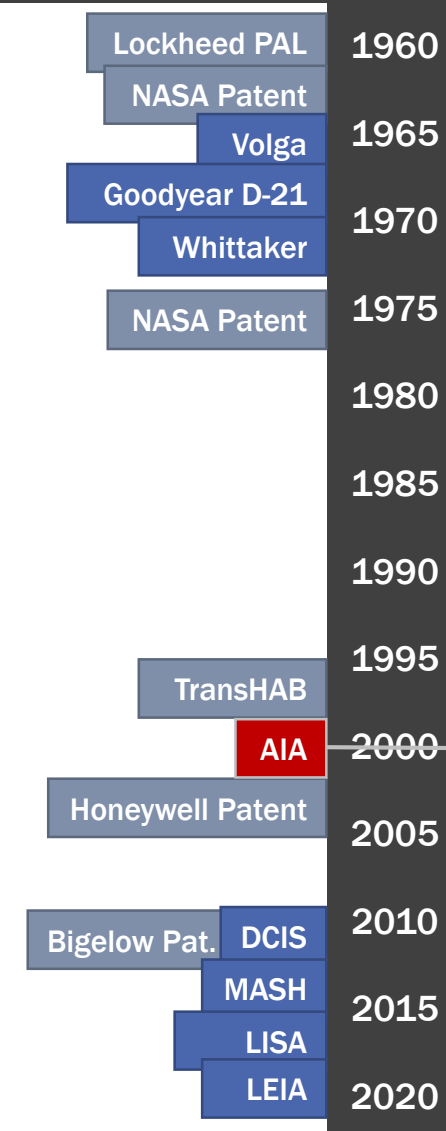 Lockheed PAL
1960
NASA Patent
Volga
1965
Goodyear D-21
1970
Whittaker
NASA Patent
1975
1980
1985
1990
1995
TransHAB
AIA
2000
Honeywell Patent
2005
2010
Bigelow Pat.
DCIS
MASH
2015
LISA
LEIA
2020